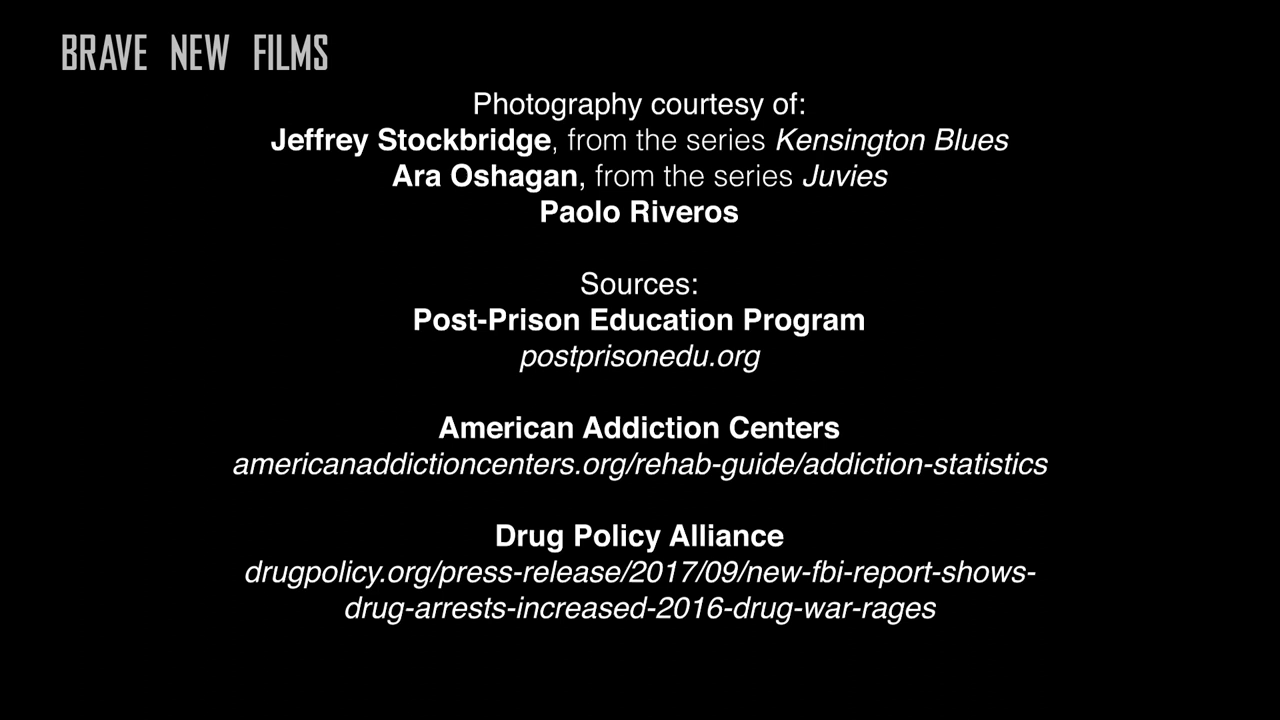 BRAVE NEW FILMS
Photography courtesy of:
Jeffrey Stockbridge, from the series Kensington Blues
Ara Oshagan, from the series Juvies
Paolo Riveros
Sources:
Post-Prison Education Program
postprisonedu.org
American Addiction Centers
americanaddictioncenters.org/rehab-guide/addiction-statistics
Drug Policy Alliance
drugpolicy.org/press-release/2017/09/new-fbi-report-shows-
drug-arrests-increased-2016-drug-war-rages